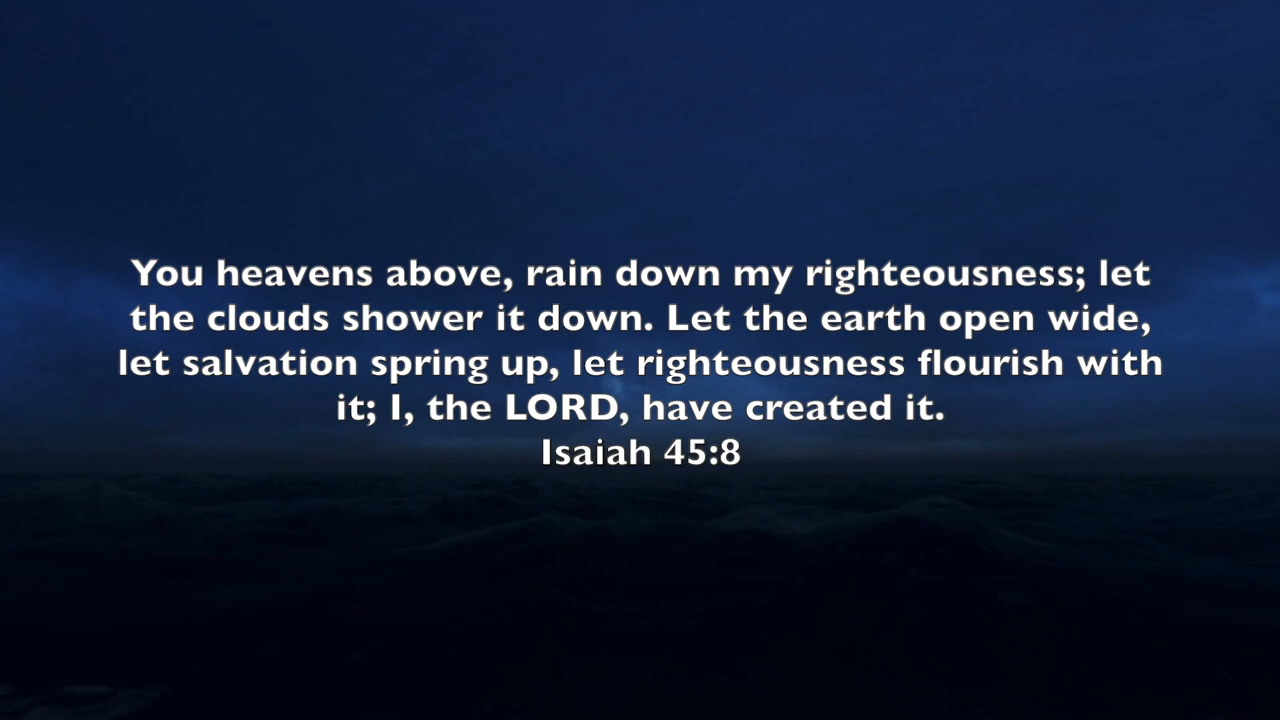 You heavens above, rain down my righteousness; let
the clouds shower it down. Let the earth open wide,
let salvation spring up, let righteousness flourish with
it; I, the LORD, have created it.
Isaiah 45:8